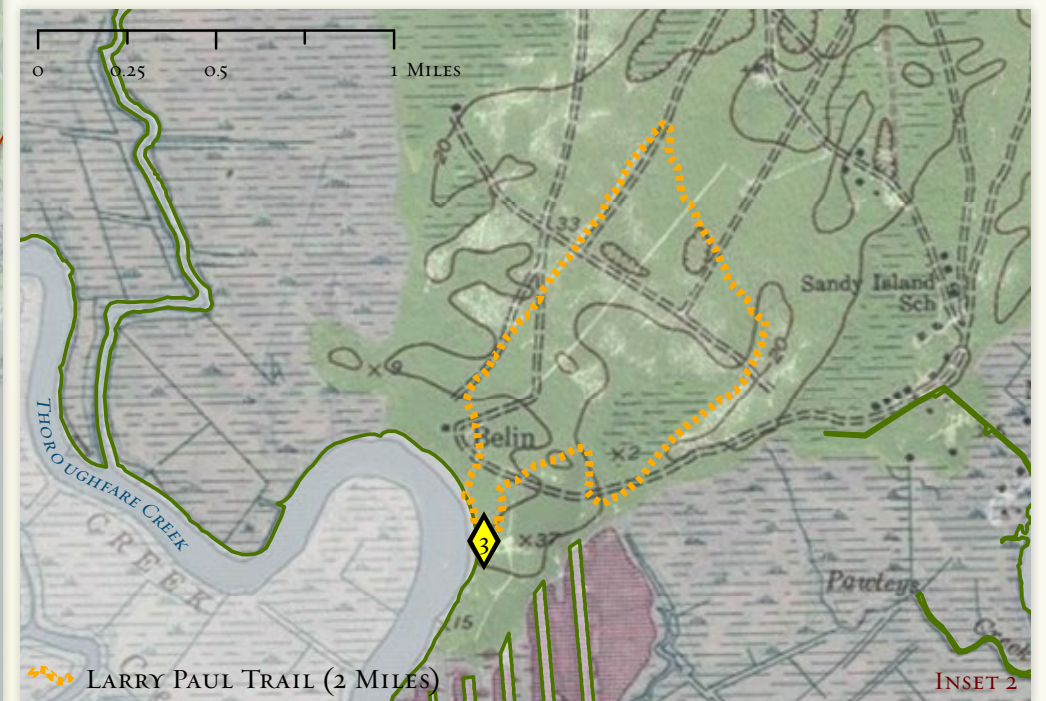 0 0.25 0.5 1 Miles
20
33
Sandy Island
Sch
× 9
20
Belin
×2
Thoroughfare Creek
CREEK
3
×37
Pawleys
Creek
15
Larry Paul Trail (2 Miles)
Inset 2